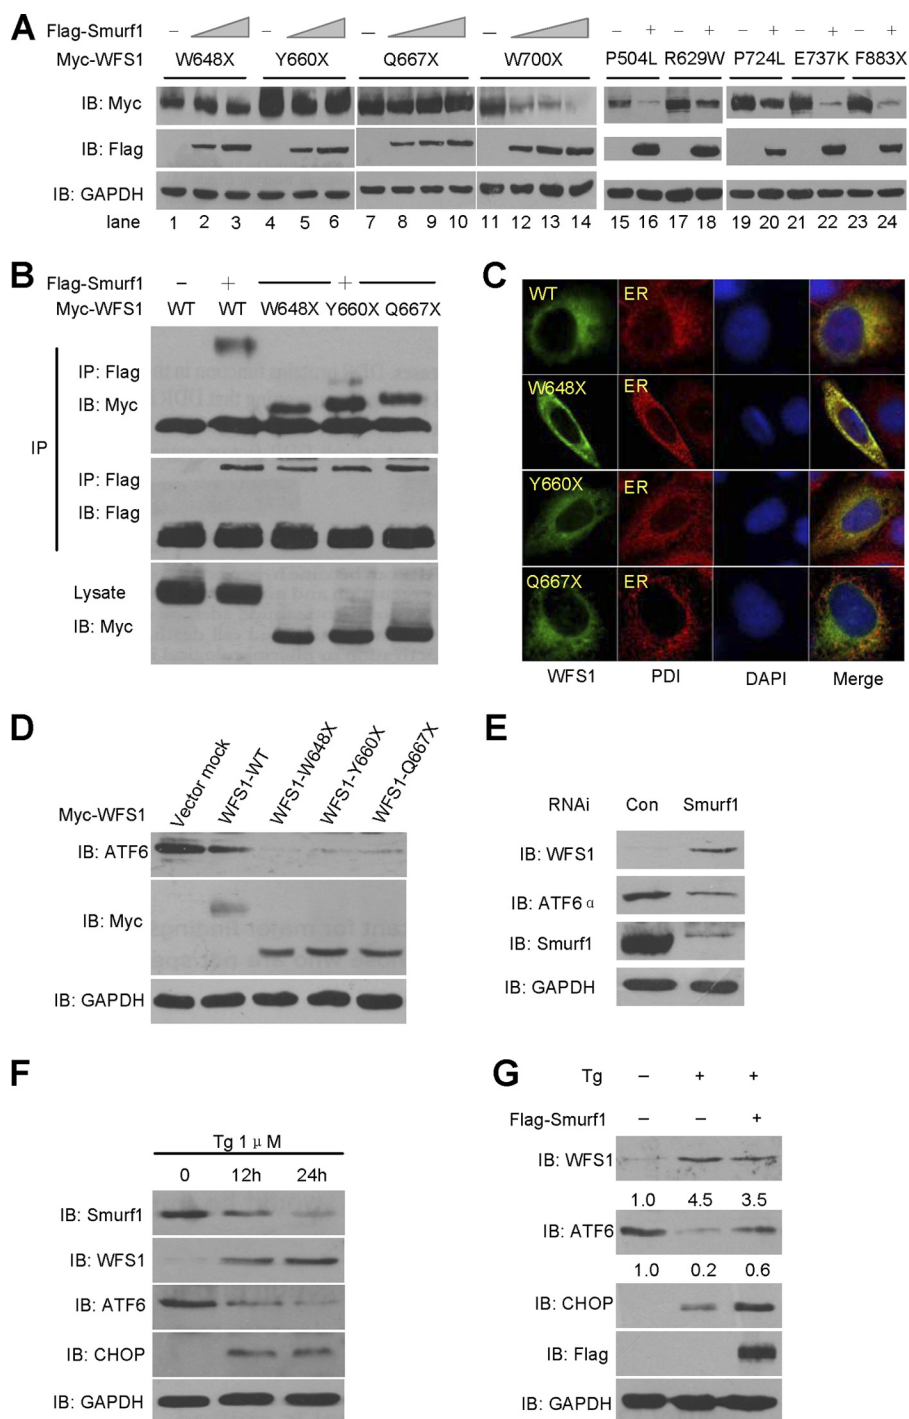 A
Flag-Smurf1 – – – – – + – + – + – + – +
Myc-WFS1 W648X Y660X Q667X W700X P504L R629W P724L E737K F883X
IB: Myc
IB: Flag
IB: GAPDH
lane 1 2 3 4 5 6 7 8 9 10 11 12 13 14 15 16 17 18 19 20 21 22 23 24
B
Flag-Smurf1 – + +
Myc-WFS1 WT WT W648X Y660X Q667X
IP
IP: Flag
IB: Myc
IP: Flag
IB: Flag
Lysate
IB: Myc
C
WT ER
W648X ER
Y660X ER
Q667X ER
WFS1 PDI DAPI Merge
D
Myc-WFS1 Vector mock WFS1-WT WFS1-W648X WFS1-Y660X WFS1-Q667X
IB: ATF6
IB: Myc
IB: GAPDH
E
RNAi Con Smurf1
IB: WFS1
IB: ATF6 α
IB: Smurf1
IB: GAPDH
F
Tg 1 μ M
0 12h 24h
IB: Smurf1
IB: WFS1
IB: ATF6
IB: CHOP
IB: GAPDH
G
Tg – + +
Flag-Smurf1 – – +
IB: WFS1
1.0 4.5 3.5
IB: ATF6
1.0 0.2 0.6
IB: CHOP
IB: Flag
IB: GAPDH